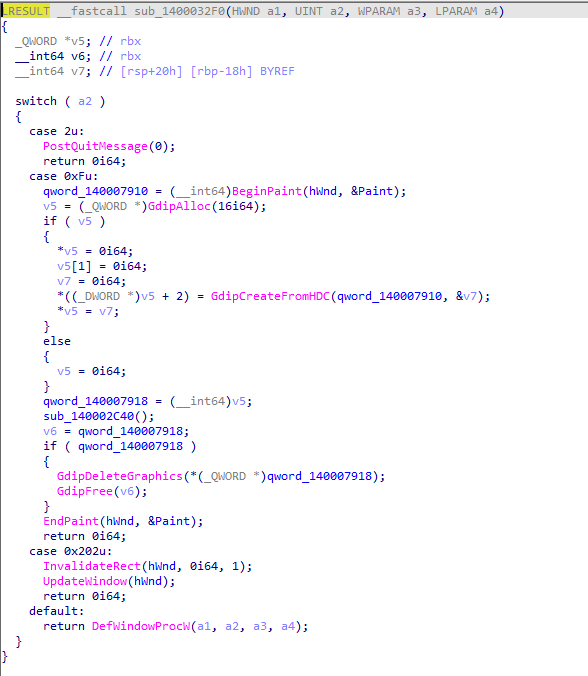 LRESULT __fastcall sub_1400032F0(HWND a1, UINT a2, WPARAM a3, LPARAM a4)
{
  _QWORD *v5; // rbx
  __int64 v6; // rbx
  __int64 v7; // [rsp+20h] [rbp-18h] BYREF

  switch ( a2 )
  {
    case 2u:
      PostQuitMessage(0);
      return 0i64;
    case 0xFu:
      qword_140007910 = (__int64)BeginPaint(hWnd, &Paint);
      v5 = (_QWORD *)GdipAlloc(16i64);
      if ( v5 )
      {
        *v5 = 0i64;
        v5[1] = 0i64;
        v7 = 0i64;
        *((_DWORD *)v5 + 2) = GdipCreateFromHDC(qword_140007910, &v7);
        *v5 = v7;
      }
      else
      {
        v5 = 0i64;
      }
      qword_140007918 = (__int64)v5;
      sub_140002C40();
      v6 = qword_140007918;
      if ( qword_140007918 )
      {
        GdipDeleteGraphics(*(_QWORD *)qword_140007918);
        GdipFree(v6);
      }
      EndPaint(hWnd, &Paint);
      return 0i64;
    case 0x202u:
      InvalidateRect(hWnd, 0i64, 1);
      UpdateWindow(hWnd);
      return 0i64;
    default:
      return DefWindowProcW(a1, a2, a3, a4);
  }
}